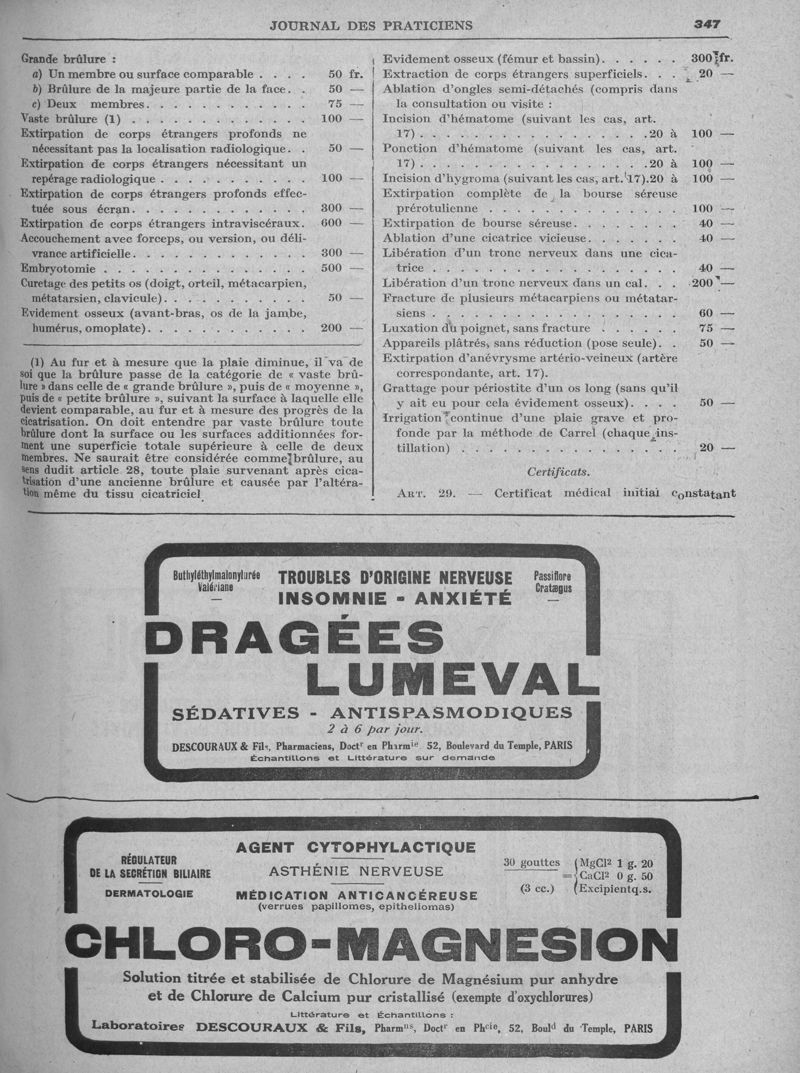 JOURNAL DES PRATICIENS 347
Grande brûlure :
a) Un membre ou surface comparable . . . . 50 fr.
b) Brûlure de la majeure partie de la face. . 50 —
c) Deux membres. . . . . . . . . . . . 75 —
Vaste brûlure (1) . . . . . . . . . . . . . 100 —
Extirpation de corps étrangers profonds ne
nécessitant pas la localisation radiologique. . 50 —
Extirpation de corps étrangers nécessitant un
repérage radiologique . . . . . . . . . . . 100 —
Extirpation de corps étrangers profonds effec-
tuée sous écran. . . . . . . . . . . . . 300 —
Extirpation de corps étrangers intraviscéraux. 600 —
Accouchement avec forceps, ou version, ou déli-
vrance artificielle. . . . . . . . . . . . . 300 —
Embryotomie . . . . . . . . . . . . . . . 500 —
Curetage des petits os (doigt, orteil, métacarpien,
métatarsien, clavicule). . . . . . . . . . . 50 —
Evidement osseux (avant-bras, os de la jambe,
humérus, omoplate). . . . . . . . . . . . 200 —
(1) Au fur et à mesure que la plaie diminue, il va de
soi que la brûlure passe de la catégorie de « vaste brû-
lure » dans celle de « grande brûlure », puis de « moyenne »,
puis de « petite brûlure », suivant la surface à laquelle elle
devient comparable, au fur et à mesure des progrès de la
cicatrisation. On doit entendre par vaste brûlure toute
brûlure dont la surface ou les surfaces additionnées for-
ment une superficie totale supérieure à celle de deux
membres. Ne saurait être considérée comme brûlure, au
sens dudit article 28, toute plaie survenant après cica-
trisation d'une ancienne brûlure et causée par l'altéra-
tion même du tissu cicatriciel.
Evidement osseux (fémur et bassin). . . . . . 300 fr.
Extraction de corps étrangers superficiels. . . 20 —
Ablation d'ongles semi-détachés (compris dans
la consultation ou visite :
Incision d'hématome (suivant les cas, art.
17) . . . . . . . . . . . . . . . .20 à 100 —
Ponction d'hématome (suivant les cas, art.
17) . . . . . . . . . . . . . . . .20 à 100 —
Incision d'hygroma (suivant les cas, art. 17).20 à 100 —
Extirpation complète de la bourse séreuse
prérotulienne . . . . . . . . . . . . . . 100 —
Extirpation de bourse séreuse. . . . . . . . 40 —
Ablation d'une cicatrice vicieuse. . . . . . . 40 —
Libération d'un tronc nerveux dans une cica-
trice . . . . . . . . . . . . . . . . . . 40 —
Libération d'un tronc nerveux dans un cal. . . 200 —
Fracture de plusieurs métacarpiens ou métatar-
siens . . . . . . . . . . . . . . . . . . 60 —
Luxation du poignet, sans fracture . . . . . . 75 —
Appareils plâtrés, sans réduction (pose seule). . 50 —
Extirpation d'anévrysme artério-veineux (artère
correspondante, art. 17).
Grattage pour périostite d'un os long (sans qu'il
y ait eu pour cela évidement osseux). . . . 50 —
Irrigation continue d'une plaie grave et pro-
fonde par la méthode de Carrel (chaque ins-
tillation) . . . . . . . . . . . . . . . . 20 —
Certificats.
ART. 29. — Certificat médical initial constatant
Buthyléthylmalonylurée
Valériane
—
TROUBLES D'ORIGINE NERVEUSE
INSOMNIE - ANXIÉTÉ
Passiflore
Cratægus
—
DRAGÉES
LUMEVAL
SÉDATIVES - ANTISPASMODIQUES
2 à 6 par jour.
DESCOURAUX & Fils, Pharmaciens, Doctr en Pharmie 52, Boulevard du Temple, PARIS
Échantillons et Littérature sur demande
RÉGULATEUR
DE LA SECRÉTION BILIAIRE
DERMATOLOGIE
AGENT CYTOPHYLACTIQUE
ASTHÉNIE NERVEUSE
MÉDICATION ANTICANCÉREUSE
(verrues papillomes, epitheliomas)
30 gouttes
(3 cc.)
= { MgCl² 1 g. 20
CaCl² 0 g. 50
Excipient q.s.
CHLORO-MAGNESION
Solution titrée et stabilisée de Chlorure de Magnésium pur anhydre
et de Chlorure de Calcium pur cristallisé (exempte d'oxychlorures)
Littérature et Échantillons :
Laboratoires DESCOURAUX & Fils, Pharmns, Doctr en Phcie, 52, Bould du Temple, PARIS